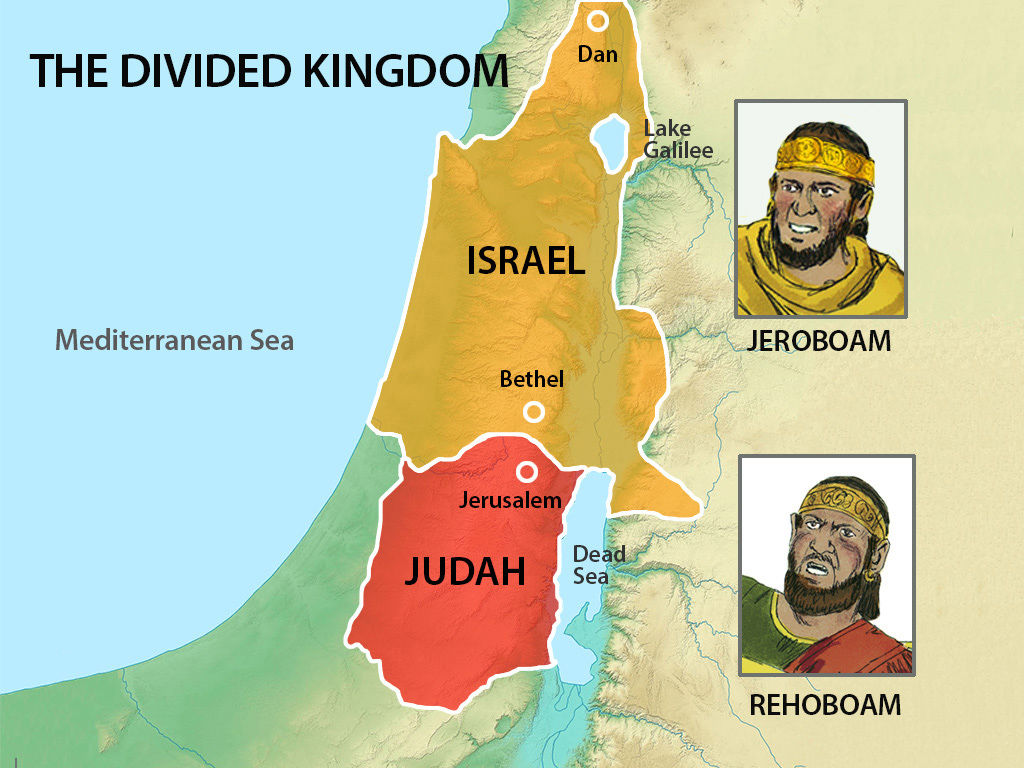 THE DIVIDED KINGDOM
Dan
Lake
Galilee
ISRAEL
Mediterranean Sea
JEROBOAM
Bethel
Jerusalem
JUDAH
Dead
Sea
REHOBOAM